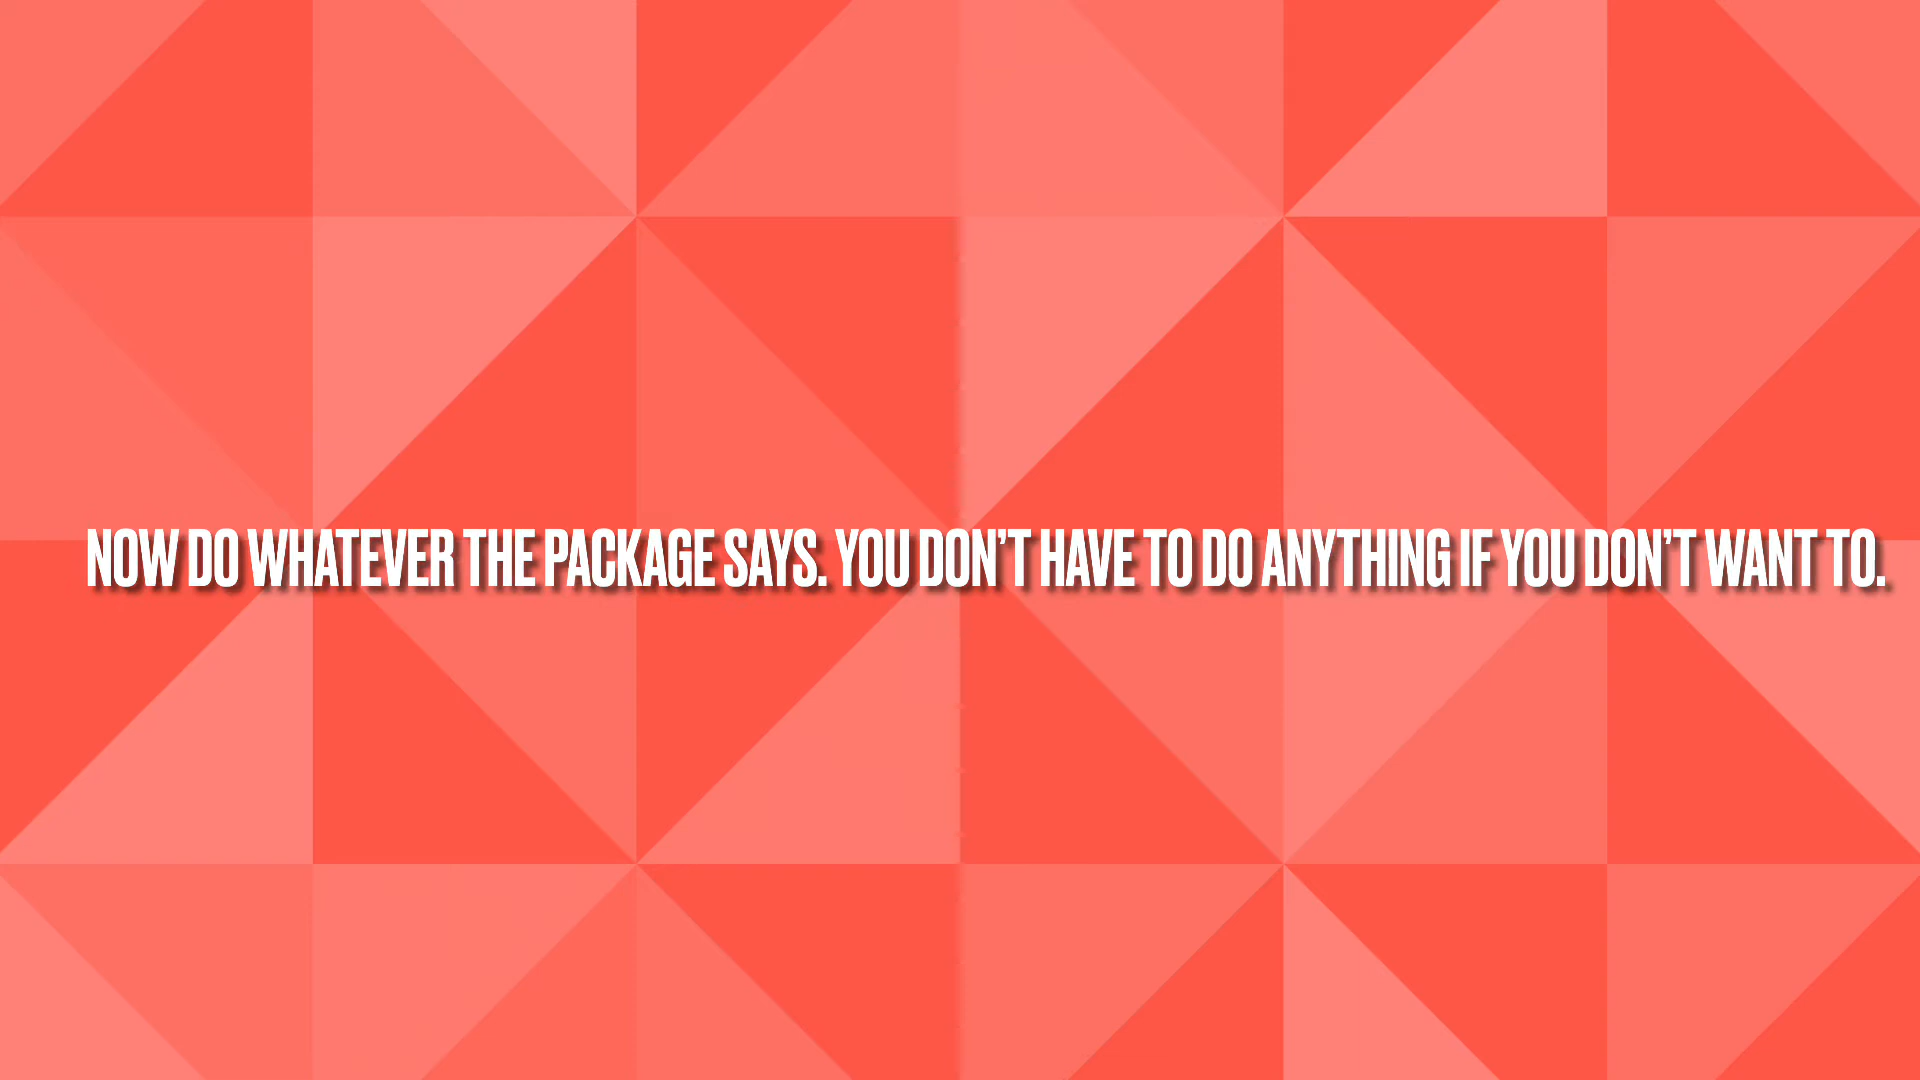 NOW DO WHATEVER THE PACKAGE SAYS. YOU DON’T HAVE TO DO ANYTHING IF YOU DON’T WANT TO.